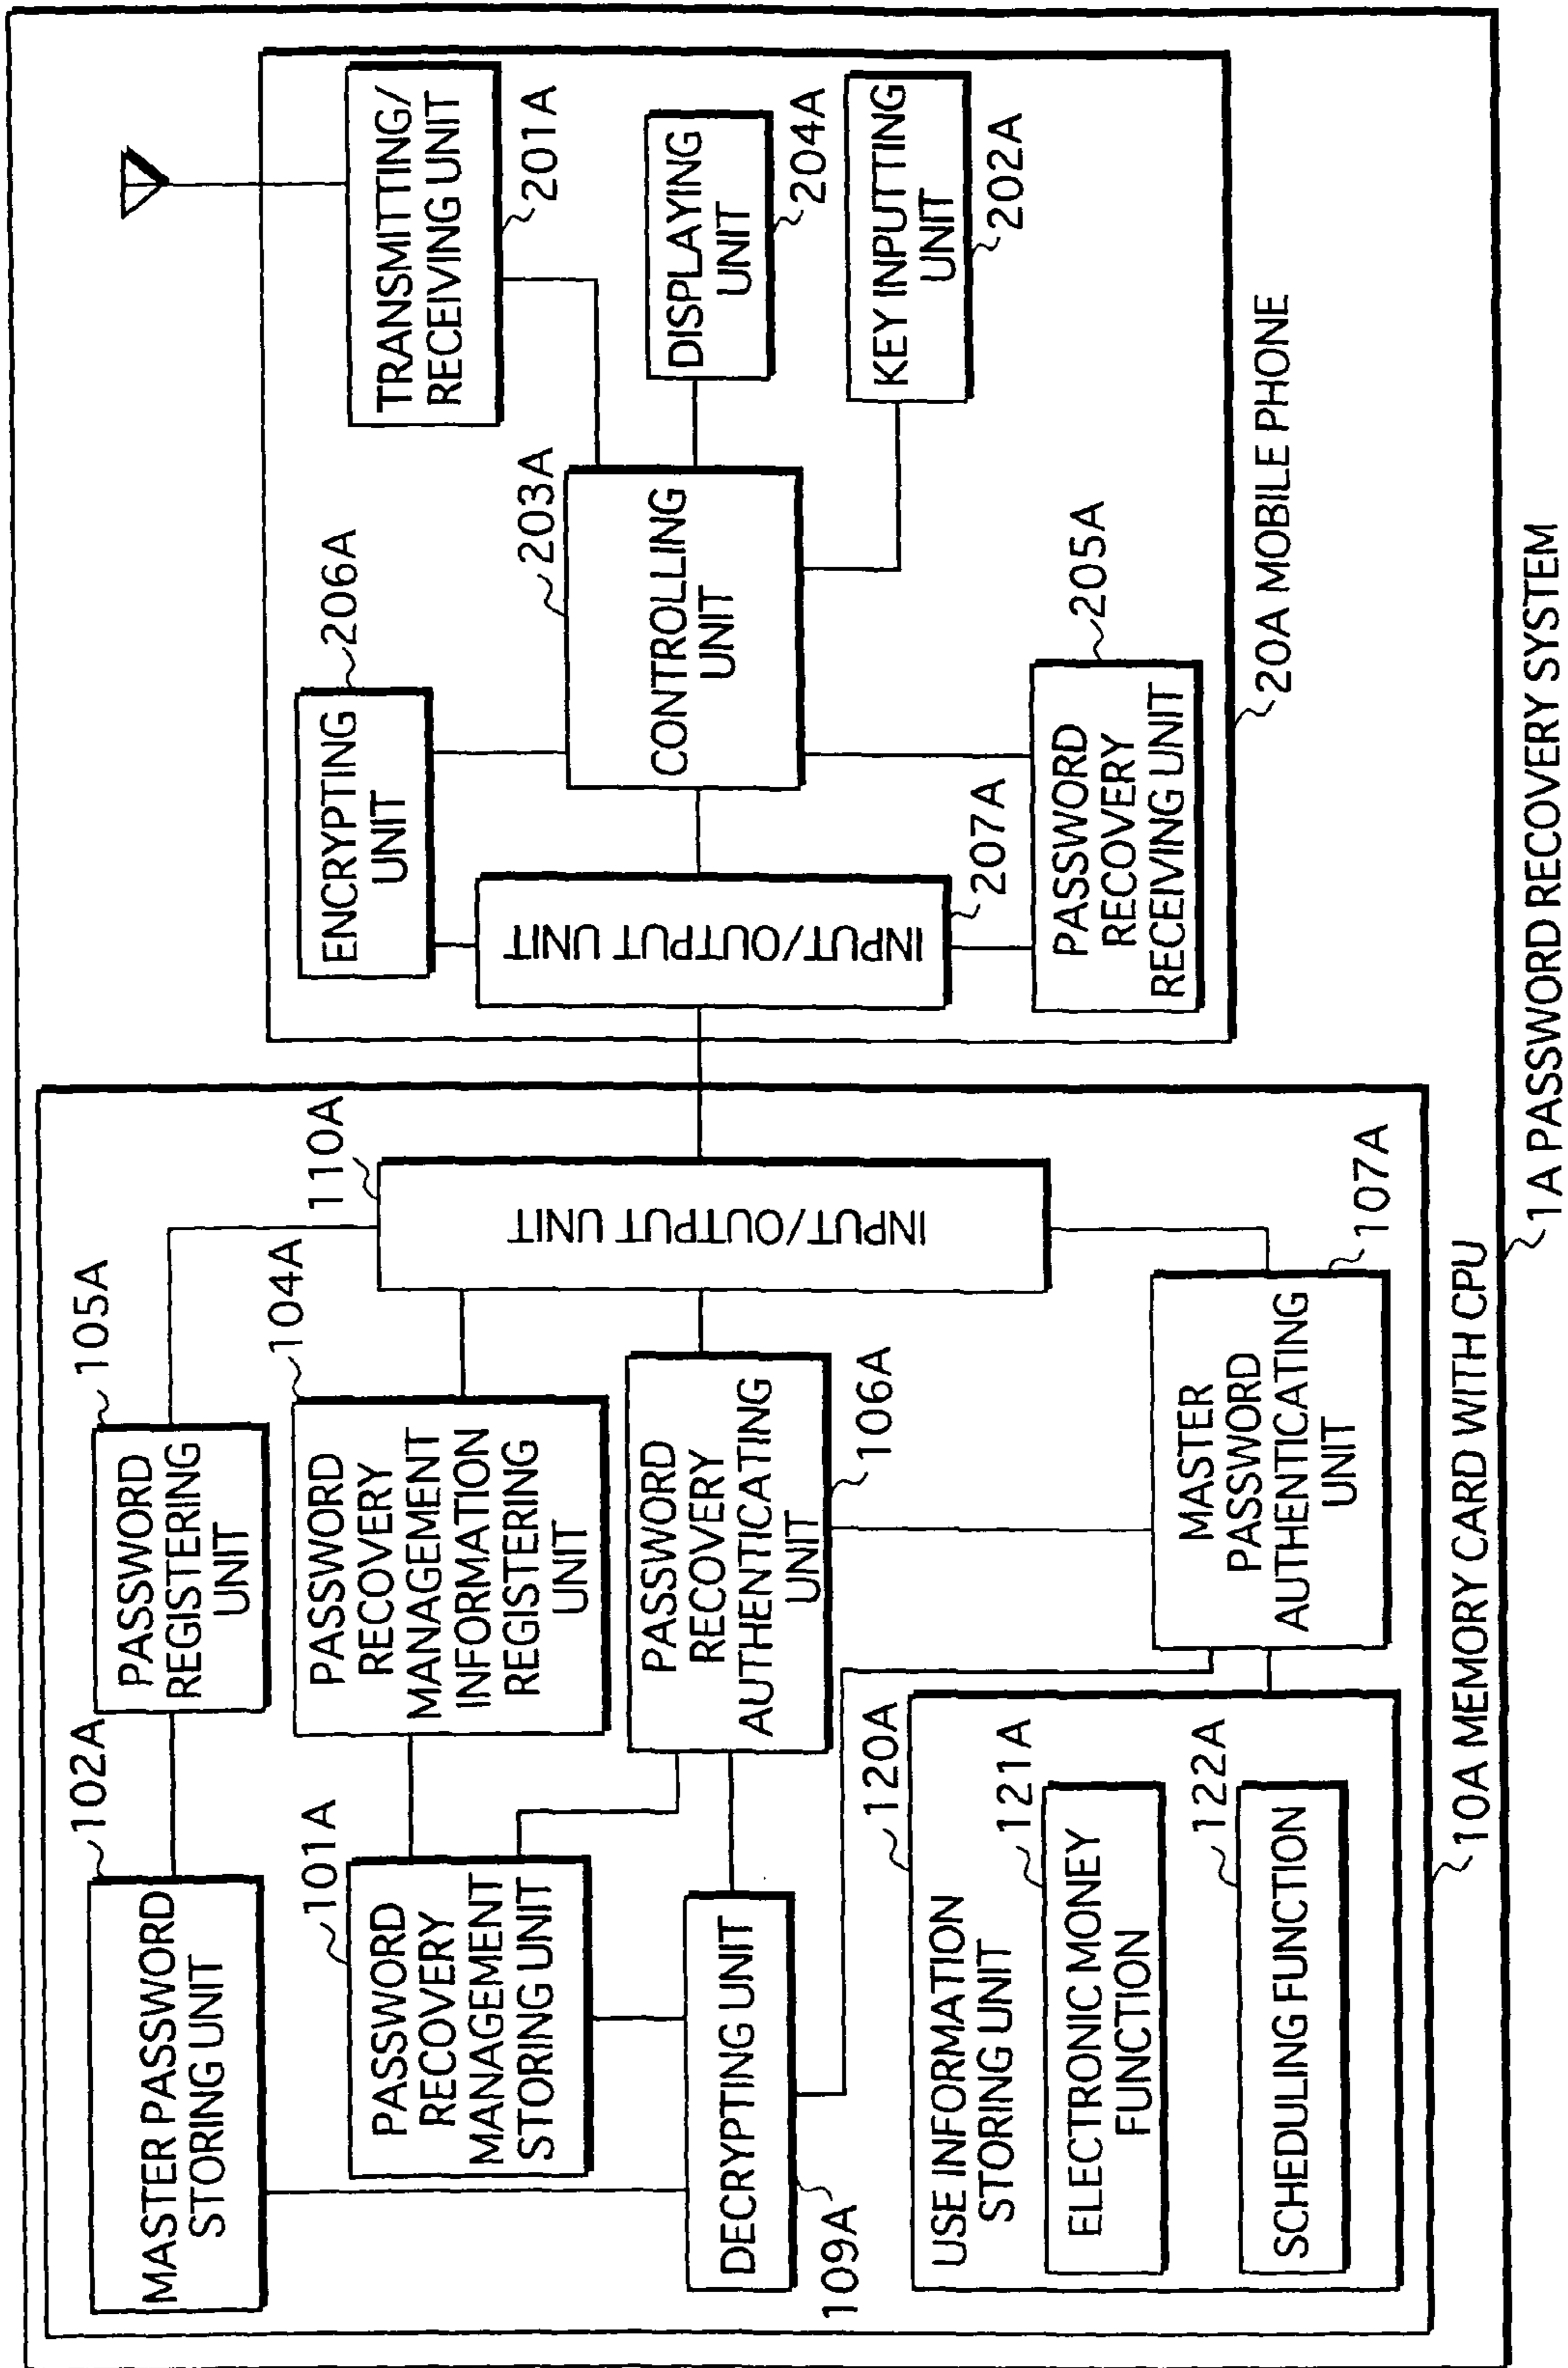 102A
MASTER PASSWORD
STORING UNIT
105A
PASSWORD
REGISTERING
UNIT
101A
PASSWORD
RECOVERY
MANAGEMENT
STORING UNIT
104A
PASSWORD
RECOVERY
MANAGEMENT
INFORMATION
REGISTERING
UNIT
110A
INPUT/OUTPUT UNIT
PASSWORD
RECOVERY
AUTHENTICATING
UNIT
106A
DECRYPTING UNIT
109A
120A
USE INFORMATION
STORING UNIT
121A
ELECTRONIC MONEY
FUNCTION
122A
SCHEDULING FUNCTION
MASTER
PASSWORD
AUTHENTICATING
UNIT
107A
10A MEMORY CARD WITH CPU
206A
ENCRYPTING
UNIT
TRANSMITTING/
RECEIVING UNIT
201A
203A
CONTROLLING
UNIT
DISPLAYING
UNIT
204A
KEY INPUTTING
UNIT
202A
INPUT/OUTPUT UNIT
207A
PASSWORD
RECOVERY
RECEIVING UNIT
205A
20A MOBILE PHONE
1A PASSWORD RECOVERY SYSTEM